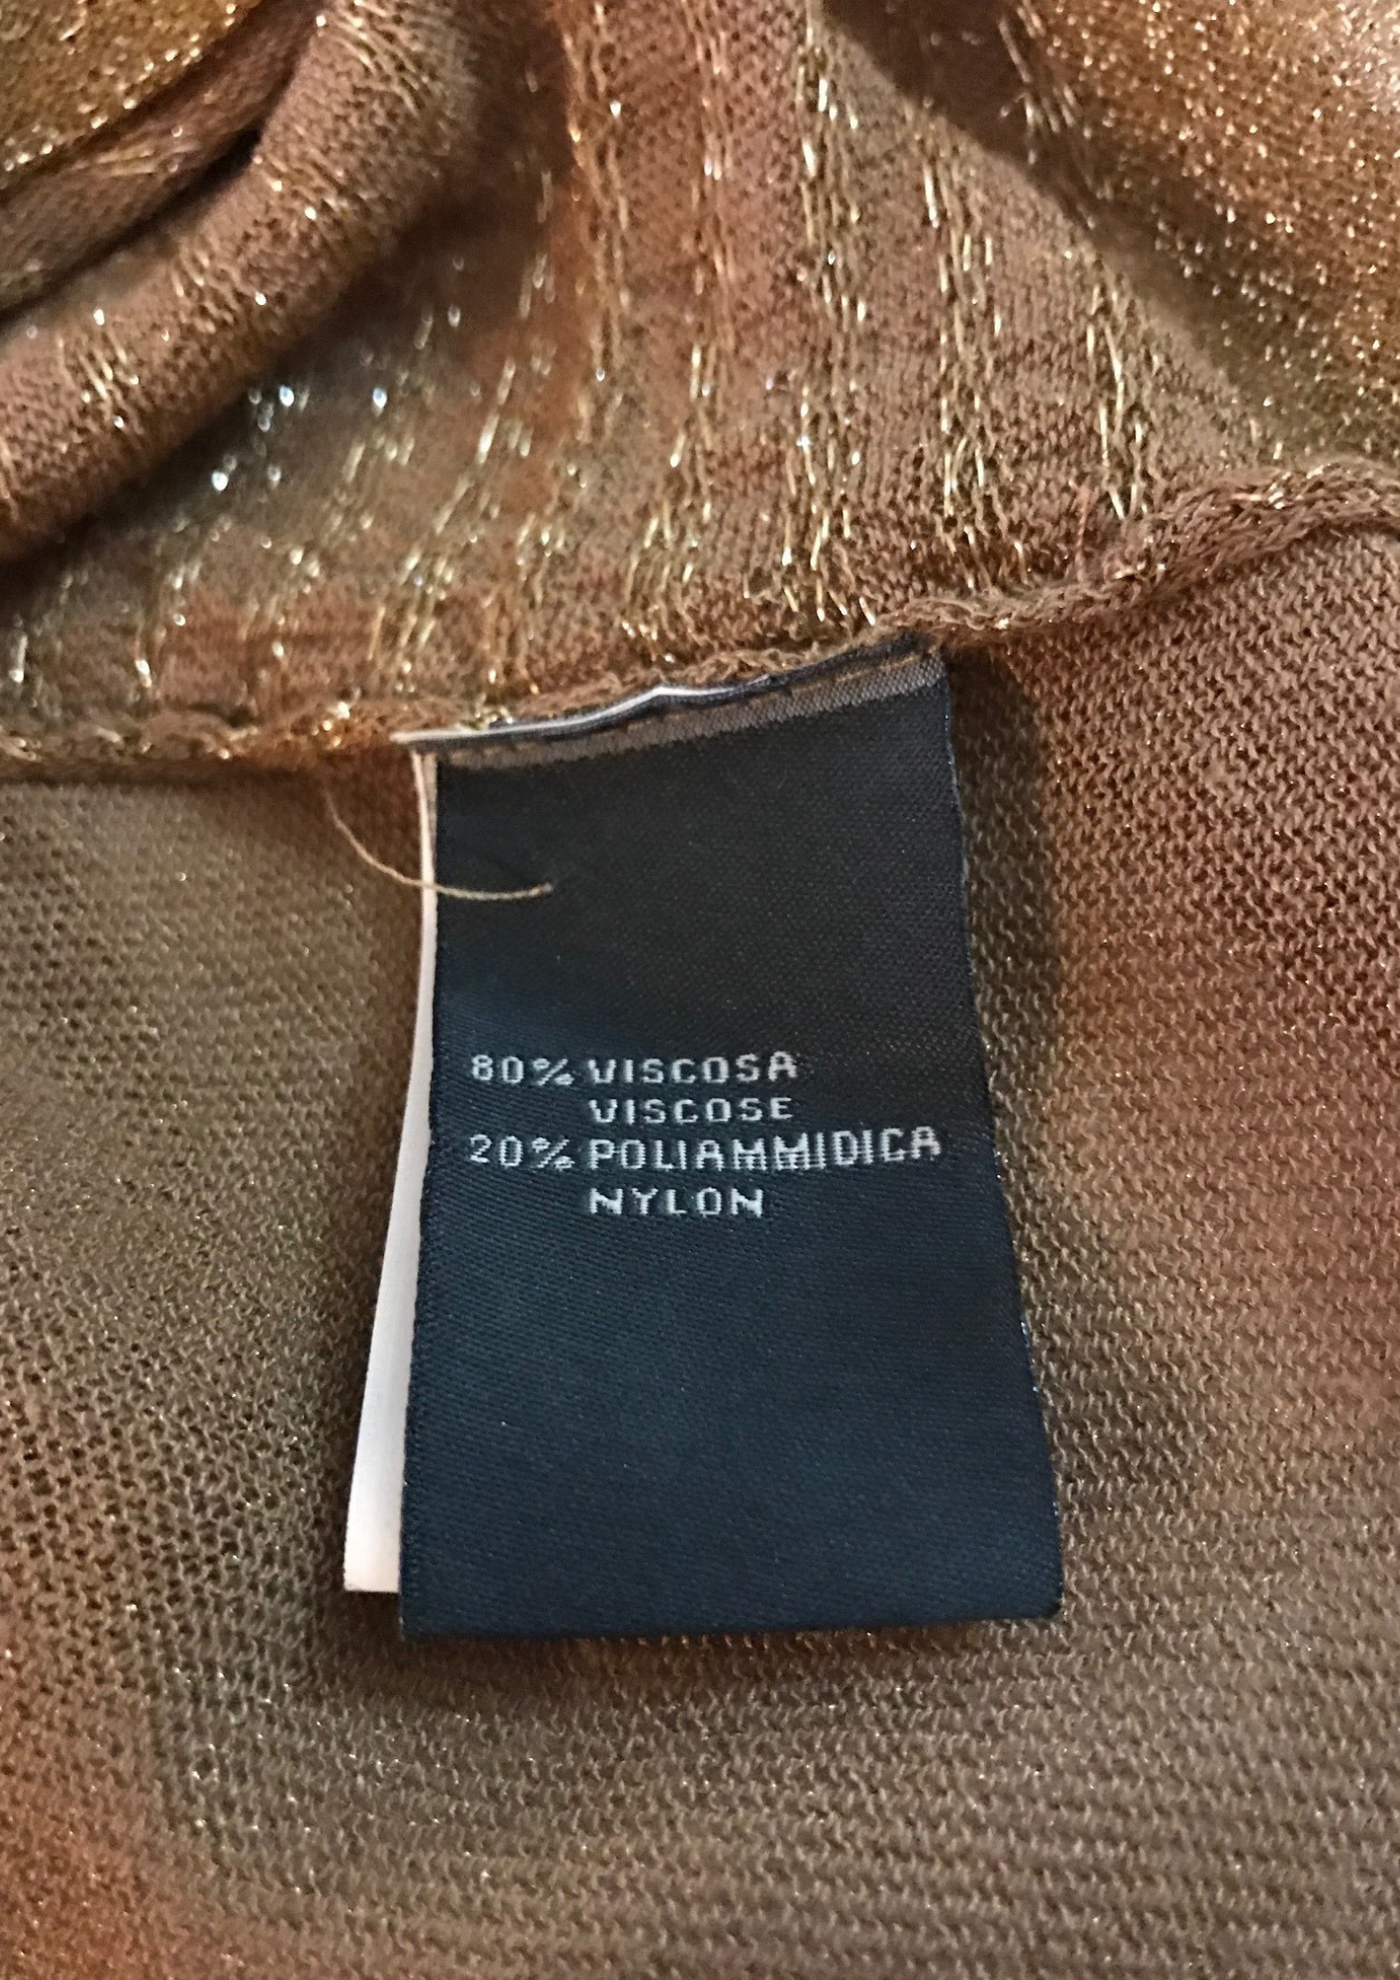 80% VISCOSA
VISCOSE
20% POLIAMMIDICA
NYLON